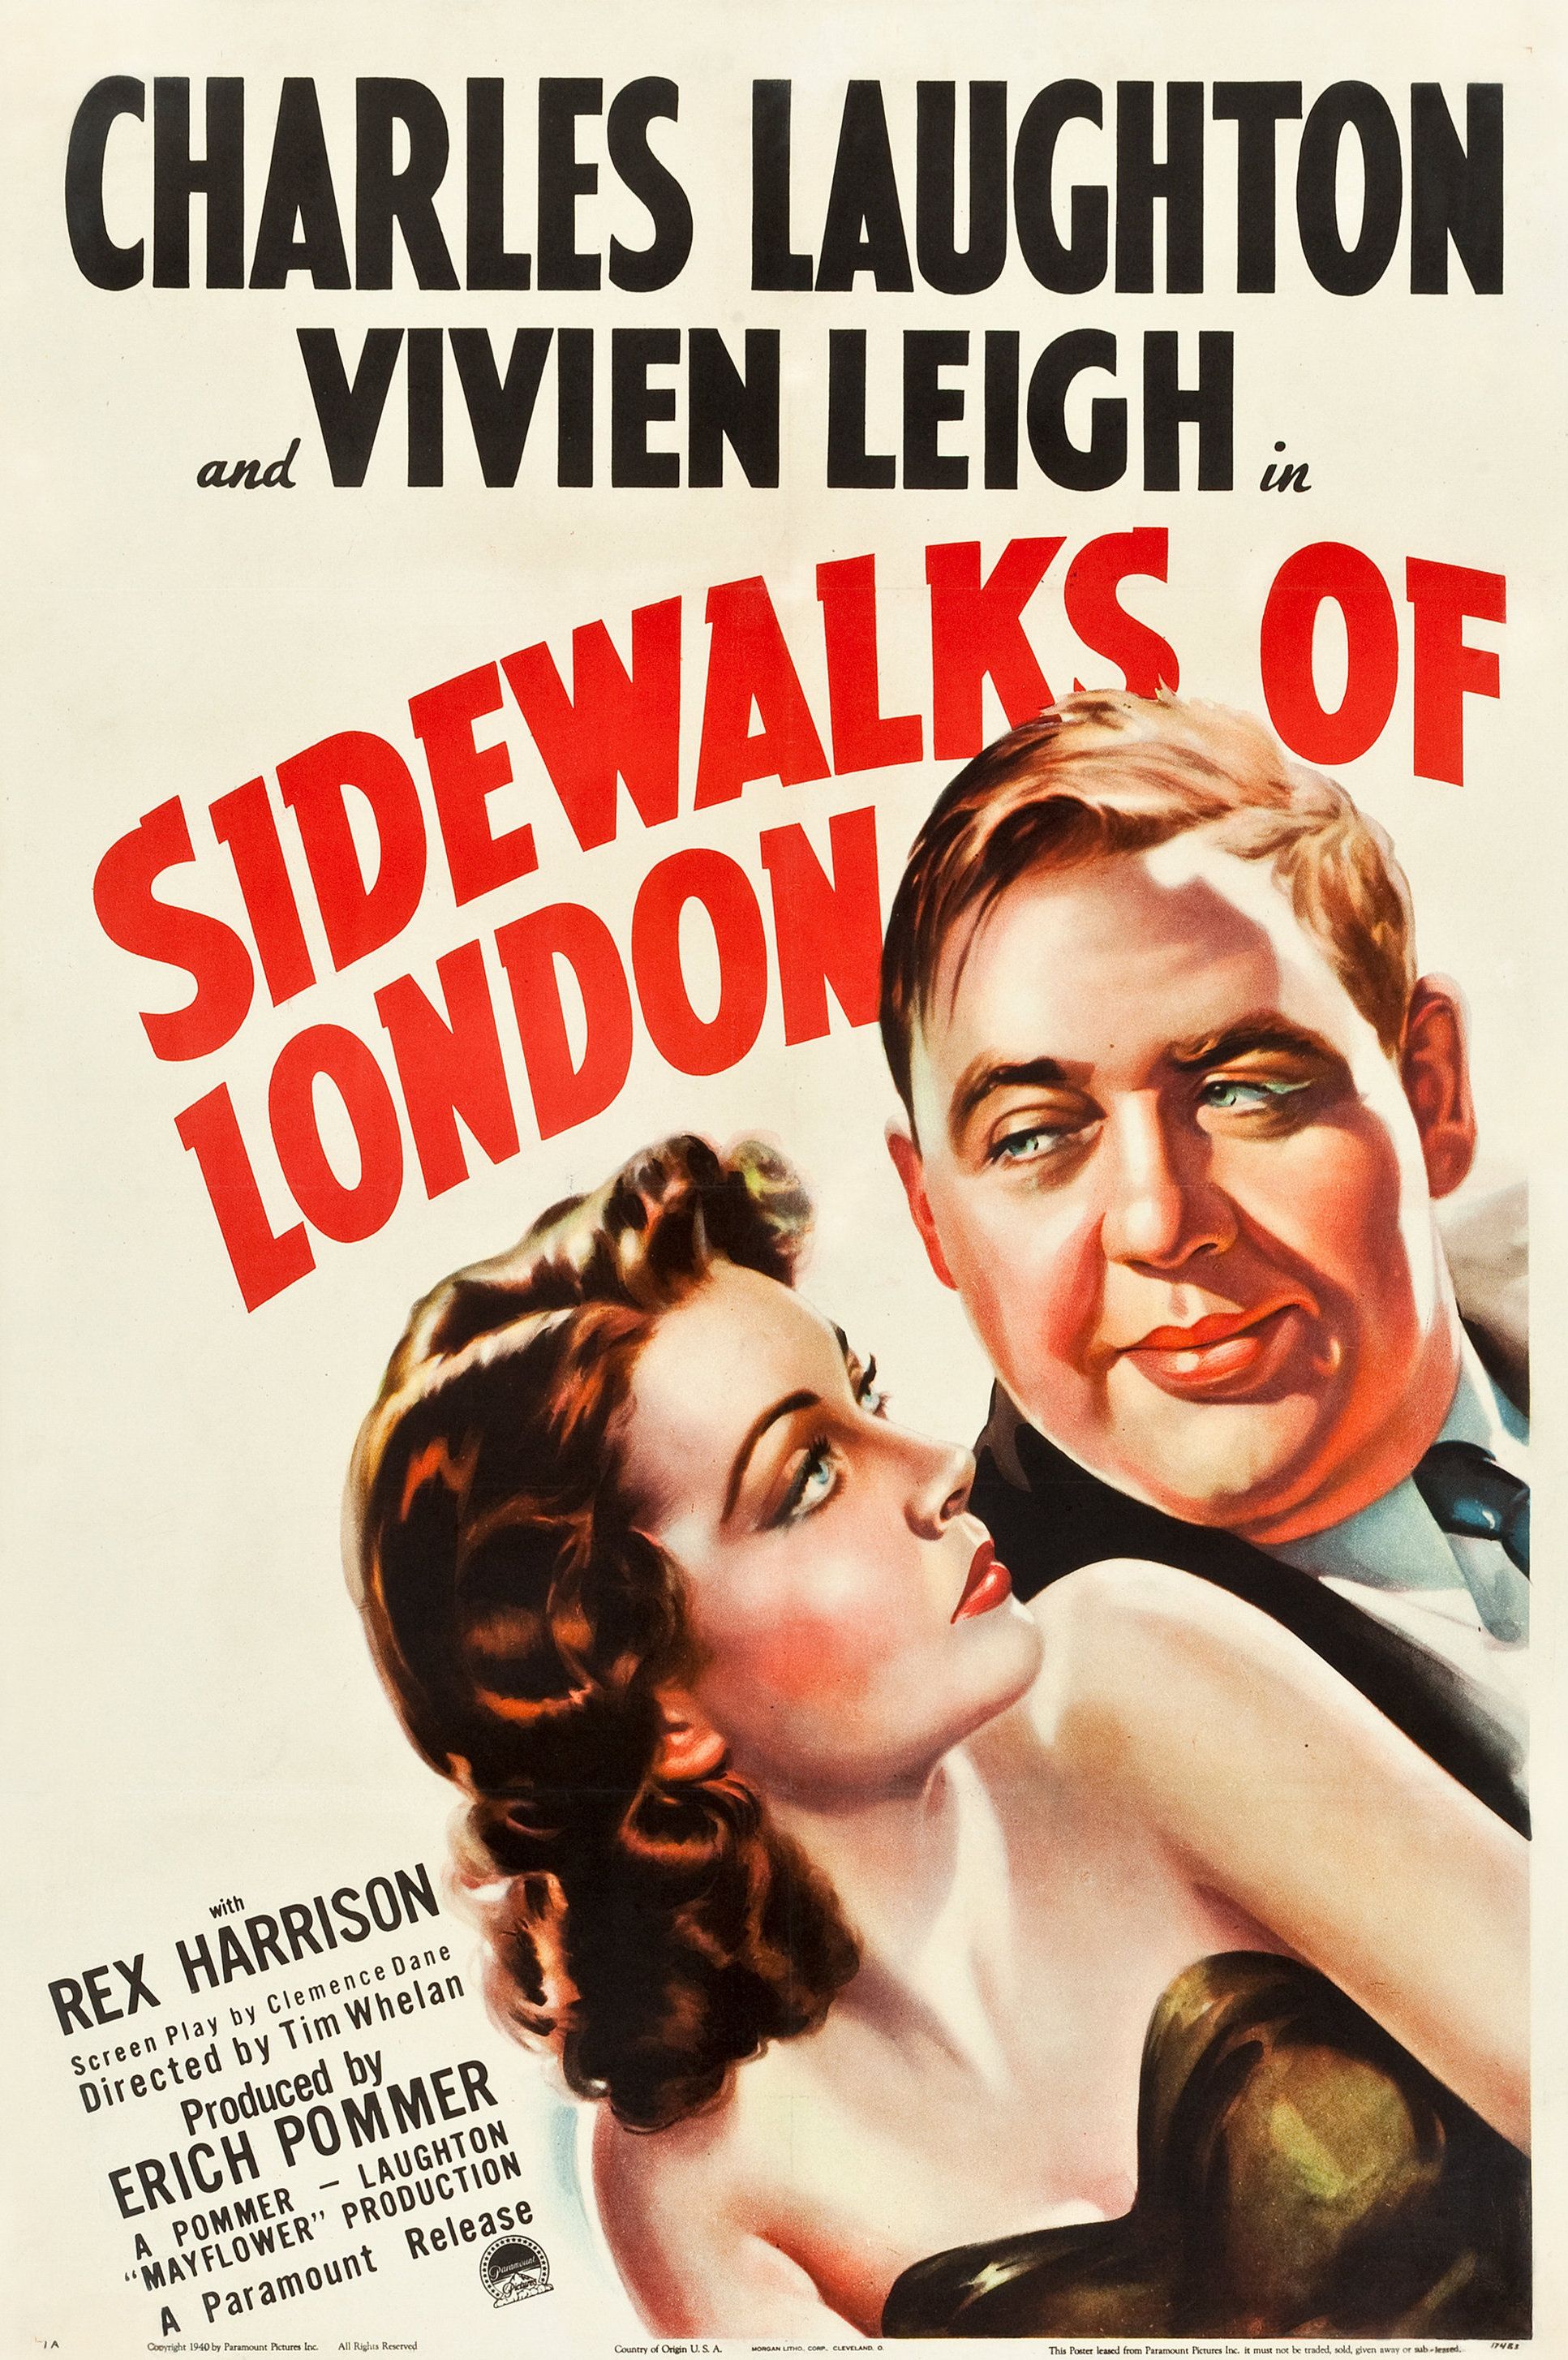 CHARLES LAUGHTON
and VIVIEN LEIGH in
SIDEWALKS OF
LONDON
with
REX HARRISON
Screen Play by Clemence Dane
Directed by Tim Whelan
Produced by
ERICH POMMER
A POMMER – LAUGHTON
"MAYFLOWER" PRODUCTION
A Paramount Release
Paramount
Pictures
1A
Copyright 1940 by Paramount Pictures Inc. All Rights Reserved
Country of Origin U. S. A.
MORGAN LITHO. CORP., CLEVELAND, O.
This Poster leased from Paramount Pictures Inc. it must not be traded, sold, given away or sub-leased.